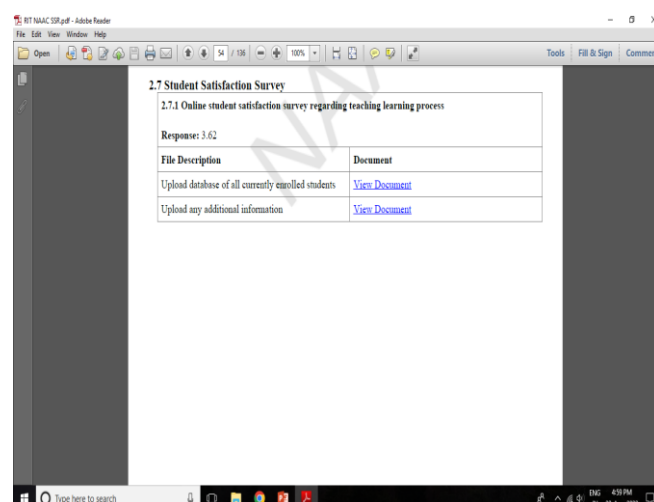 RIT NAAC SSR.pdf - Adobe Reader
File Edit View Window Help
Open 54 / 136 100% Tools Fill & Sign Commen
2.7 Student Satisfaction Survey
2.7.1 Online student satisfaction survey regarding teaching learning process
Response: 3.62
File Description Document
Upload database of all currently enrolled students View Document
Upload any additional information View Document
NAA
Type here to search ENG 4:59 PM